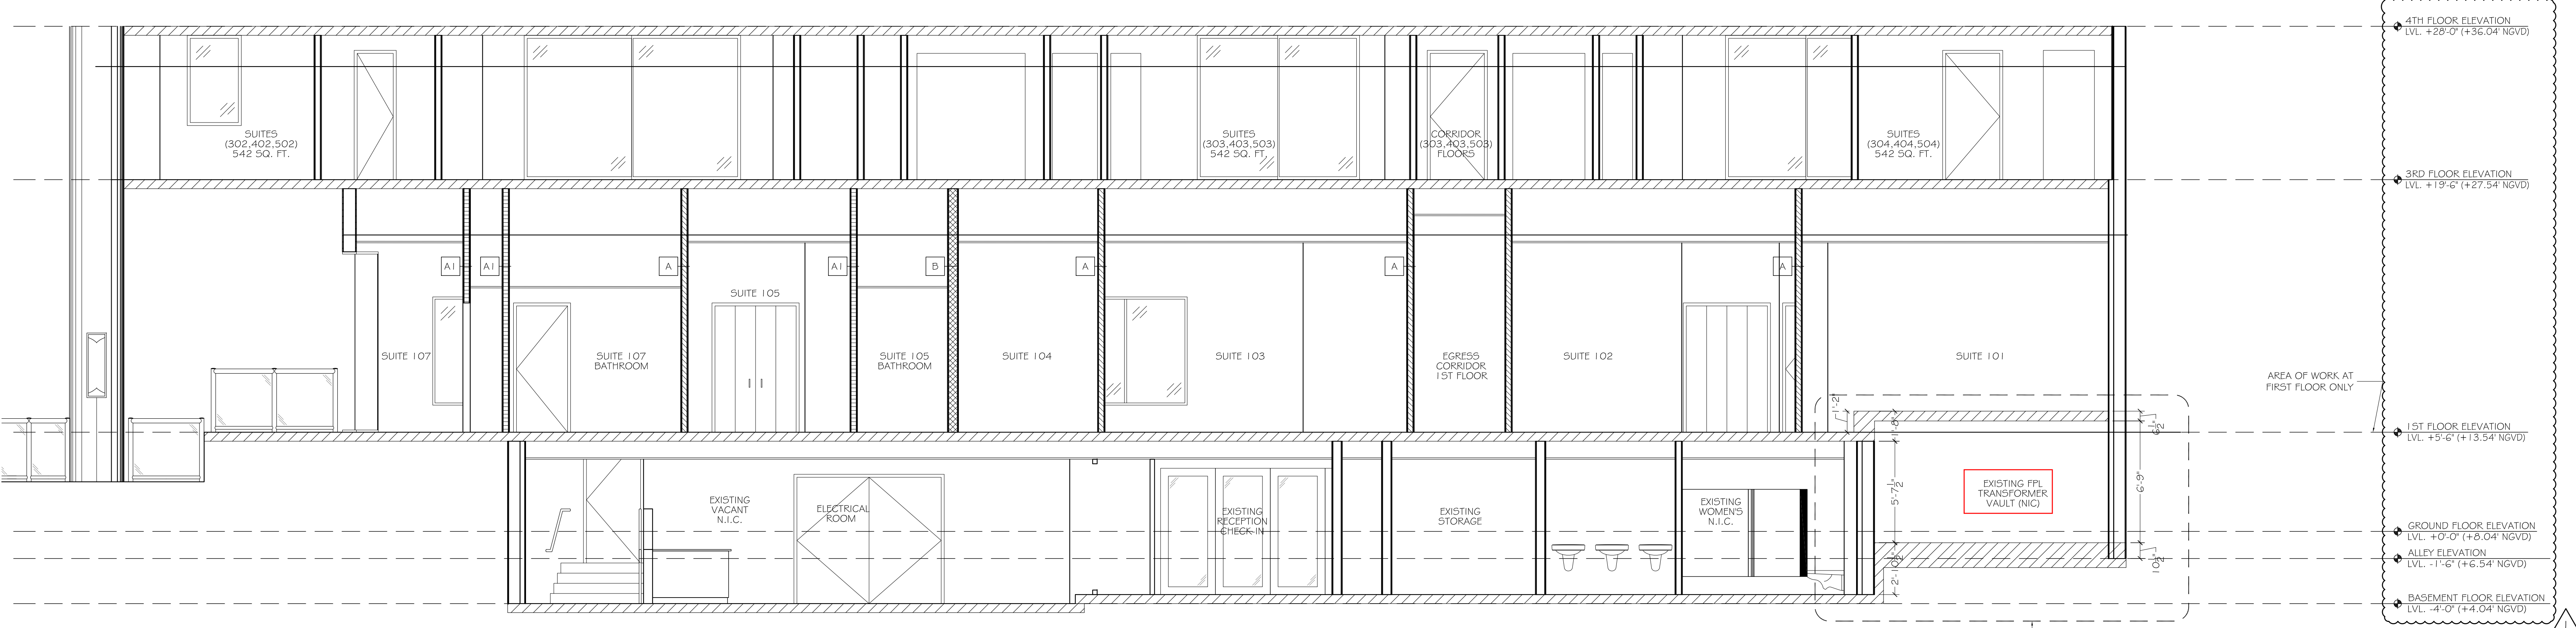 4TH FLOOR ELEVATION
LVL. +28'-0" (+36.04' NGVD)
SUITES
(302,402,502)
542 SQ. FT.
SUITES
(303,403,503)
542 SQ. FT.
CORRIDOR
(303,403,503)
FLOORS
SUITES
(304,404,504)
542 SQ. FT.
3RD FLOOR ELEVATION
LVL. +19'-6" (+27.54' NGVD)
A1
A1
A
A1
B
A
A
A
SUITE 105
SUITE 107
SUITE 107
BATHROOM
SUITE 105
BATHROOM
SUITE 104
SUITE 103
EGRESS
CORRIDOR
1ST FLOOR
SUITE 102
SUITE 101
AREA OF WORK AT
FIRST FLOOR ONLY
1'-2"
1'-8"
6 1/2"
1ST FLOOR ELEVATION
LVL. +5'-6" (+13.54' NGVD)
EXISTING
VACANT
N.I.C.
ELECTRICAL
ROOM
EXISTING
RECEPTION
CHECK-IN
EXISTING
STORAGE
EXISTING
WOMEN'S
N.I.C.
5'-7 1/2"
EXISTING FPL
TRANSFORMER
VAULT (NIC)
6'-9"
GROUND FLOOR ELEVATION
LVL. +0'-0" (+8.04' NGVD)
ALLEY ELEVATION
LVL. -1'-6" (+6.54' NGVD)
2'-10 1/2"
10 1/2"
BASEMENT FLOOR ELEVATION
LVL. -4'-0" (+4.04' NGVD)